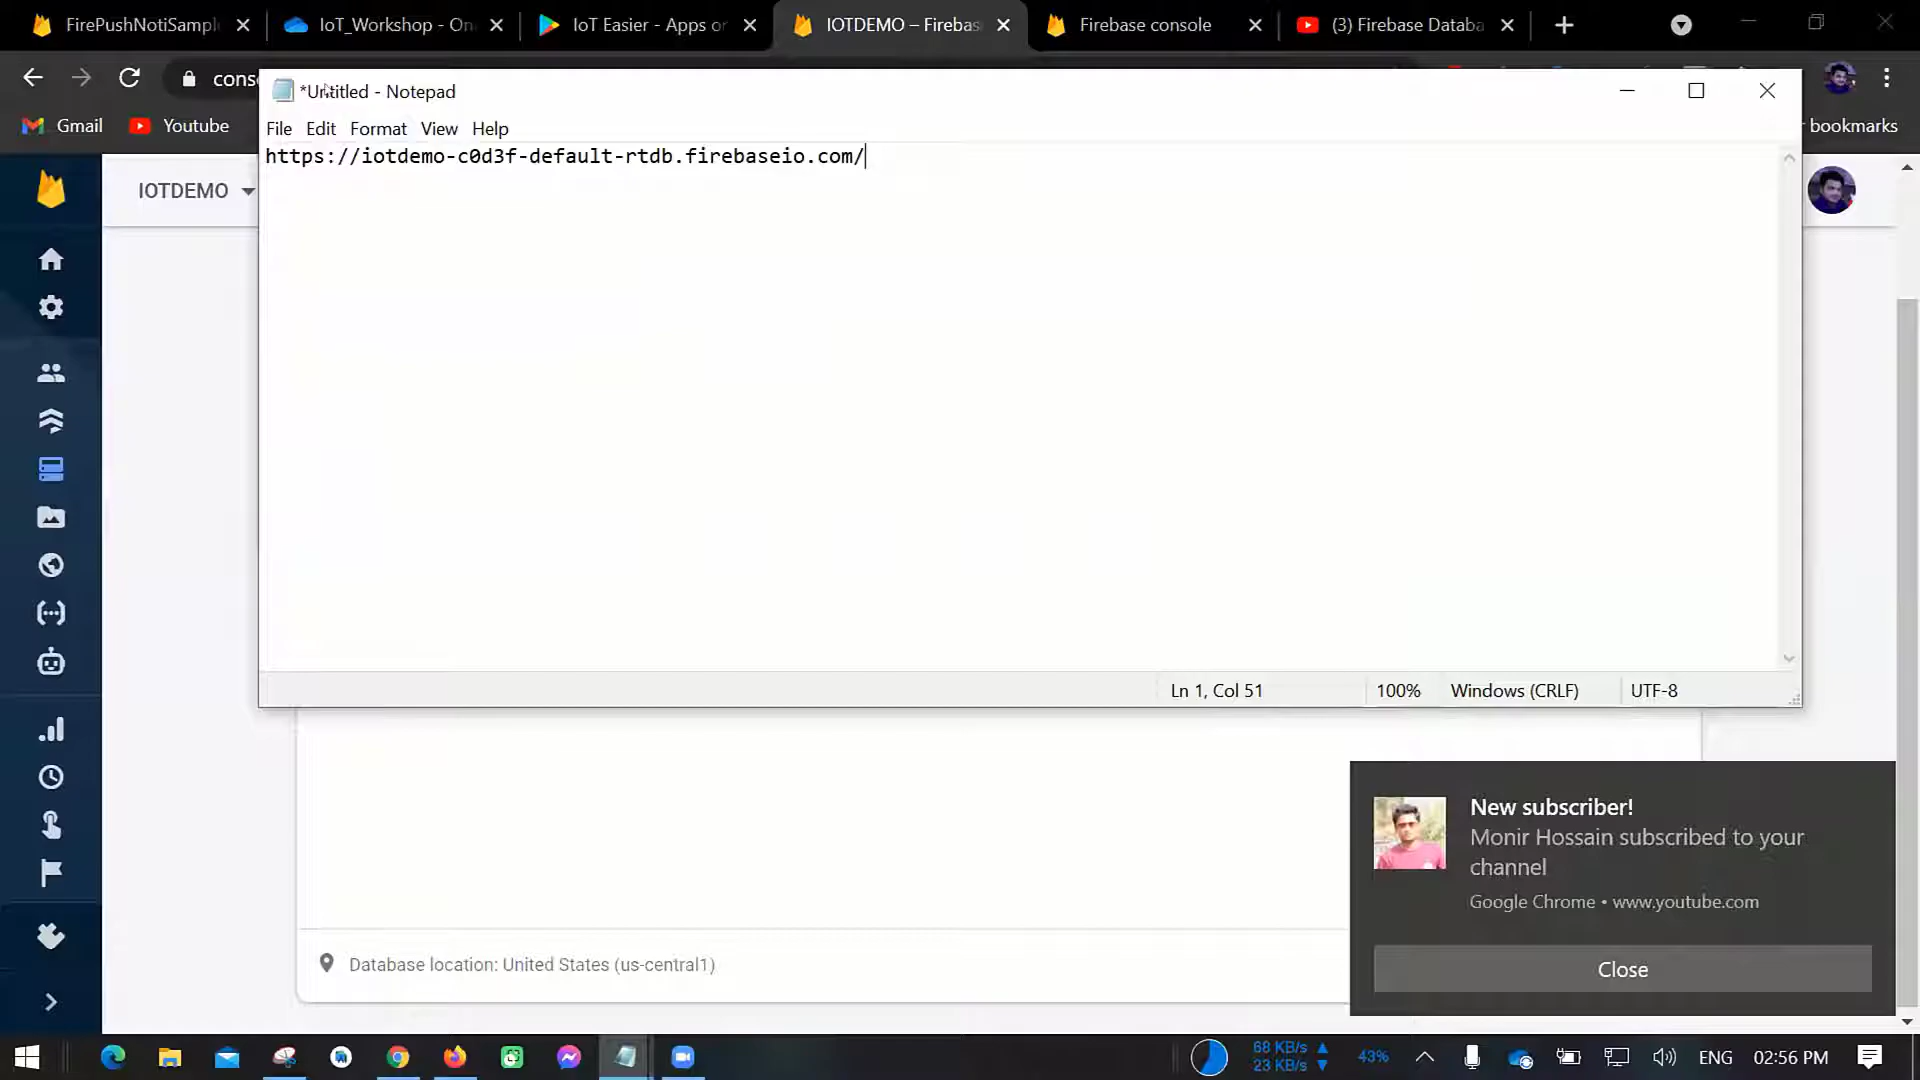 FirePushNotiSampl
IoT_Workshop - On
IoT Easier - Apps or
IOTDEMO – Firebas
Firebase console
(3) Firebase Databa
conso
*Untitled - Notepad
Gmail
YouTube
bookmarks
File Edit Format View Help
https://iotdemo-c0d3f-default-rtdb.firebaseio.com/
IOTDEMO
Ln 1, Col 51
100%
Windows (CRLF)
UTF-8
New subscriber!
Monir Hossain subscribed to your
channel
Google Chrome • www.youtube.com
Close
Database location: United States (us-central1)
68 KB/s
23 KB/s
43%
ENG
02:56 PM